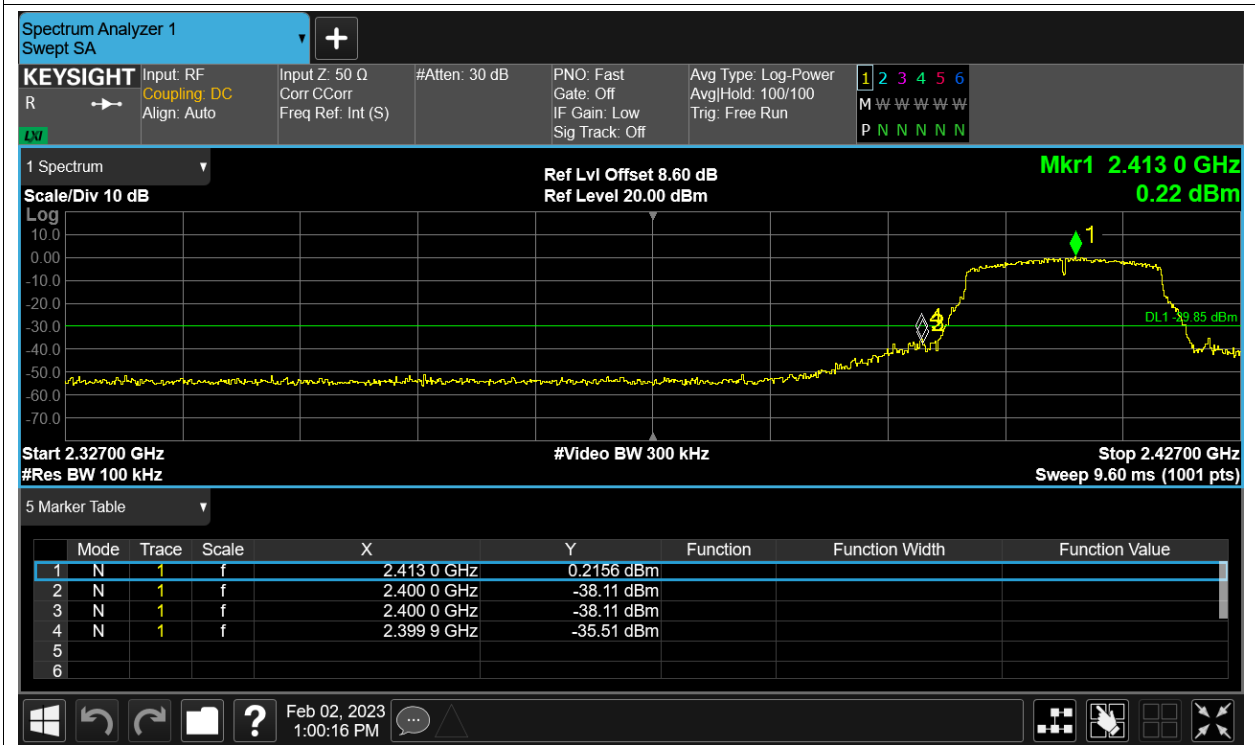 Spectrum Analyzer 1
Swept SA
KEYSIGHT Input: RF Input Z: 50 Ω #Atten: 30 dB PNO: Fast Avg Type: Log-Power 1 2 3 4 5 6
R Coupling: DC Corr CCorr Gate: Off Avg|Hold: 100/100 M W W W W W
Align: Auto Freq Ref: Int (S) IF Gain: Low Trig: Free Run
LXI Sig Track: Off P N N N N N
1 Spectrum Ref Lvl Offset 8.60 dB Mkr1 2.413 0 GHz
Scale/Div 10 dB Ref Level 20.00 dBm 0.22 dBm
Log
10.0
1
0.00
-10.0
-20.0
-30.0
DL1 -29.85 dBm
-40.0
-50.0
-60.0
-70.0
Start 2.32700 GHz #Video BW 300 kHz Stop 2.42700 GHz
#Res BW 100 kHz Sweep 9.60 ms (1001 pts)
5 Marker Table
Mode Trace Scale X Y Function Function Width Function Value
1 N 1 f 2.413 0 GHz 0.2156 dBm
2 N 1 f 2.400 0 GHz -38.11 dBm
3 N 1 f 2.400 0 GHz -38.11 dBm
4 N 1 f 2.399 9 GHz -35.51 dBm
5
6
? Feb 02, 2023
1:00:16 PM